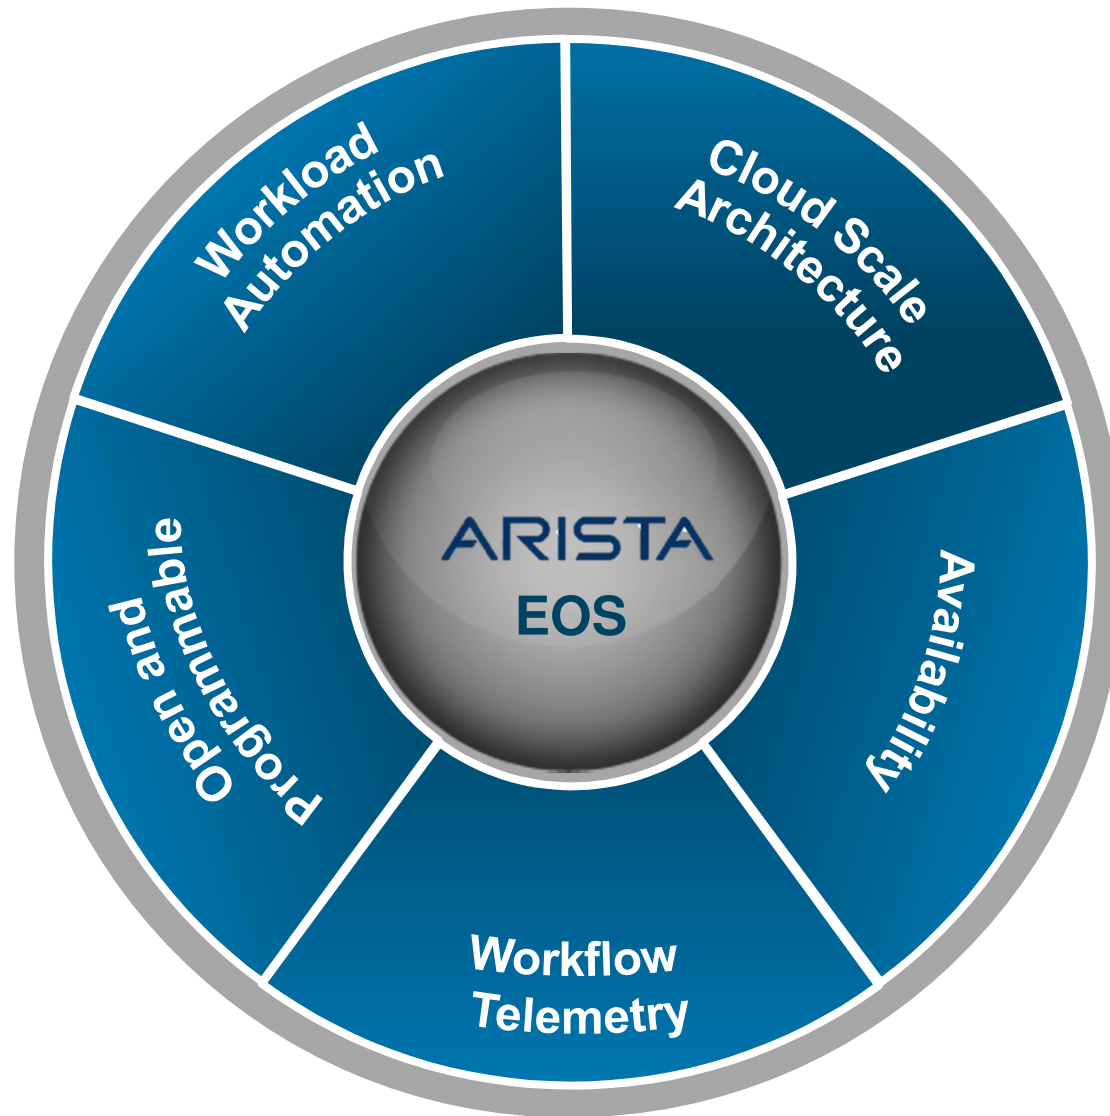 Workload
Automation
Cloud Scale
Architecture
ARISTA
EOS
Open and
Programmable
Availability
Workflow
Telemetry